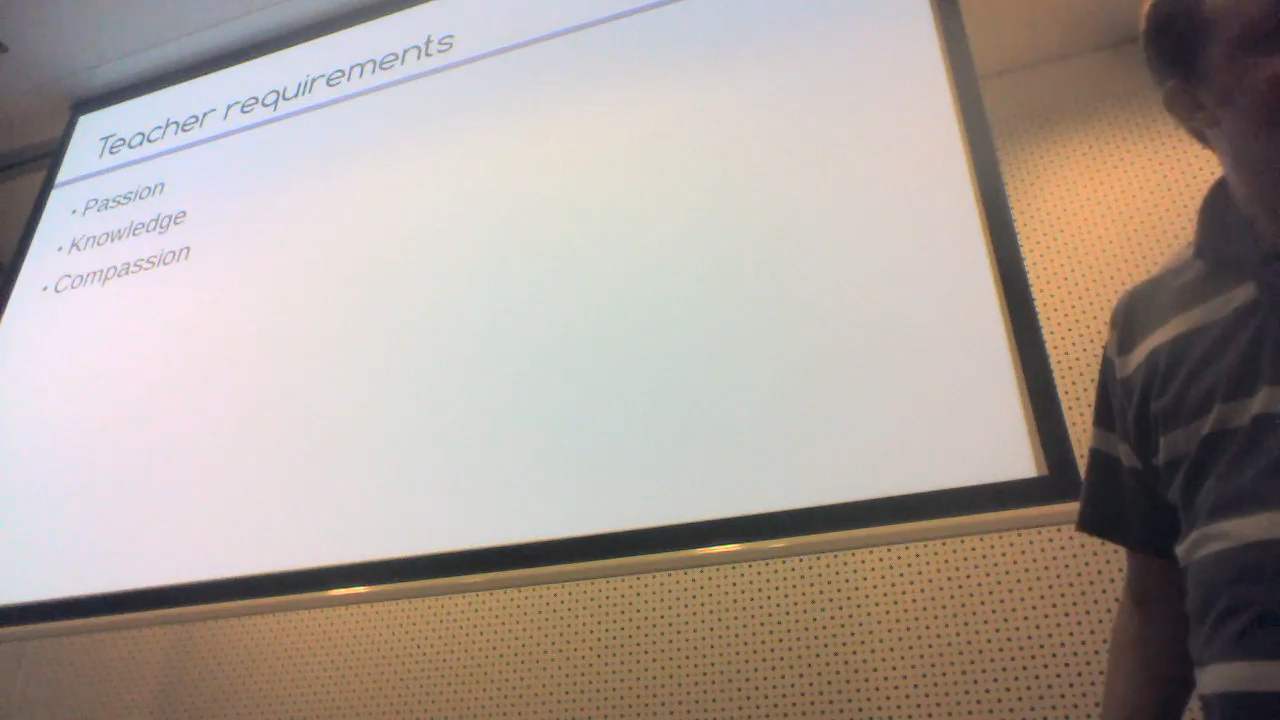 Teacher requirements
• Passion
• Knowledge
• Compassion